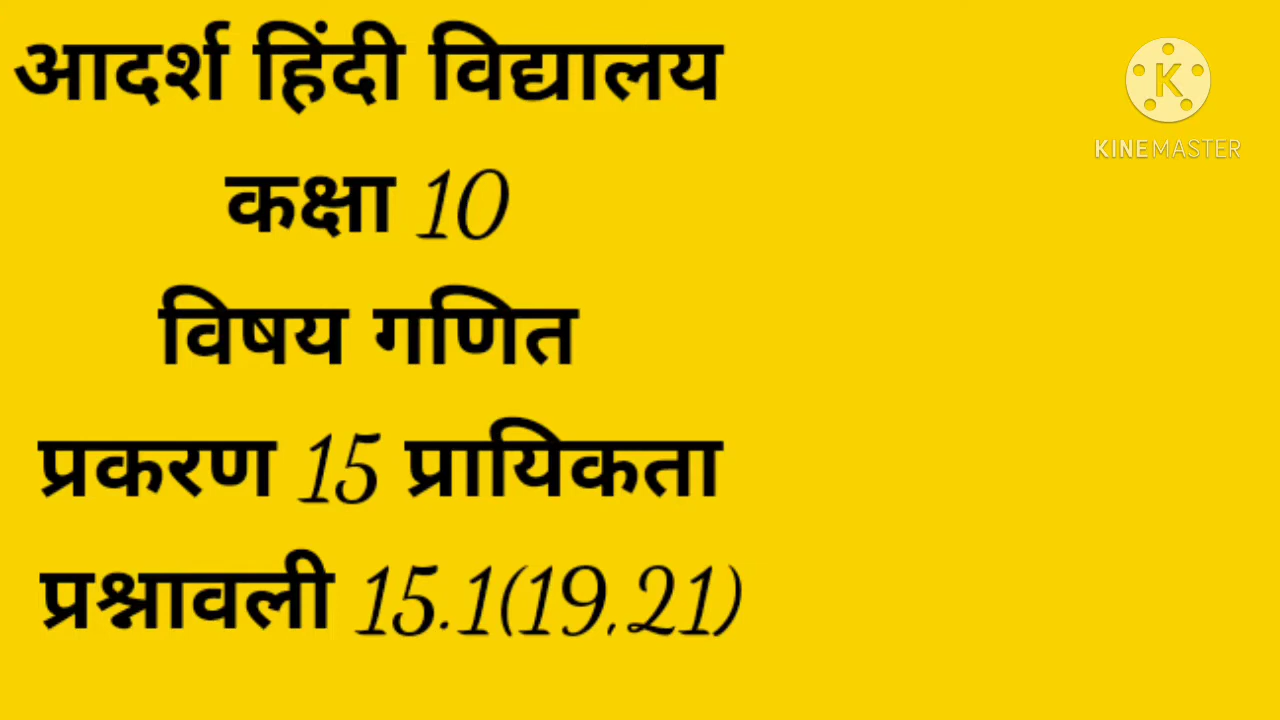 आदर्श हिंदी विद्यालय
K
KINEMASTER
कक्षा 10
विषय गणित
प्रकरण 15 प्रायिकता
प्रश्नावली 15.1(19,21)